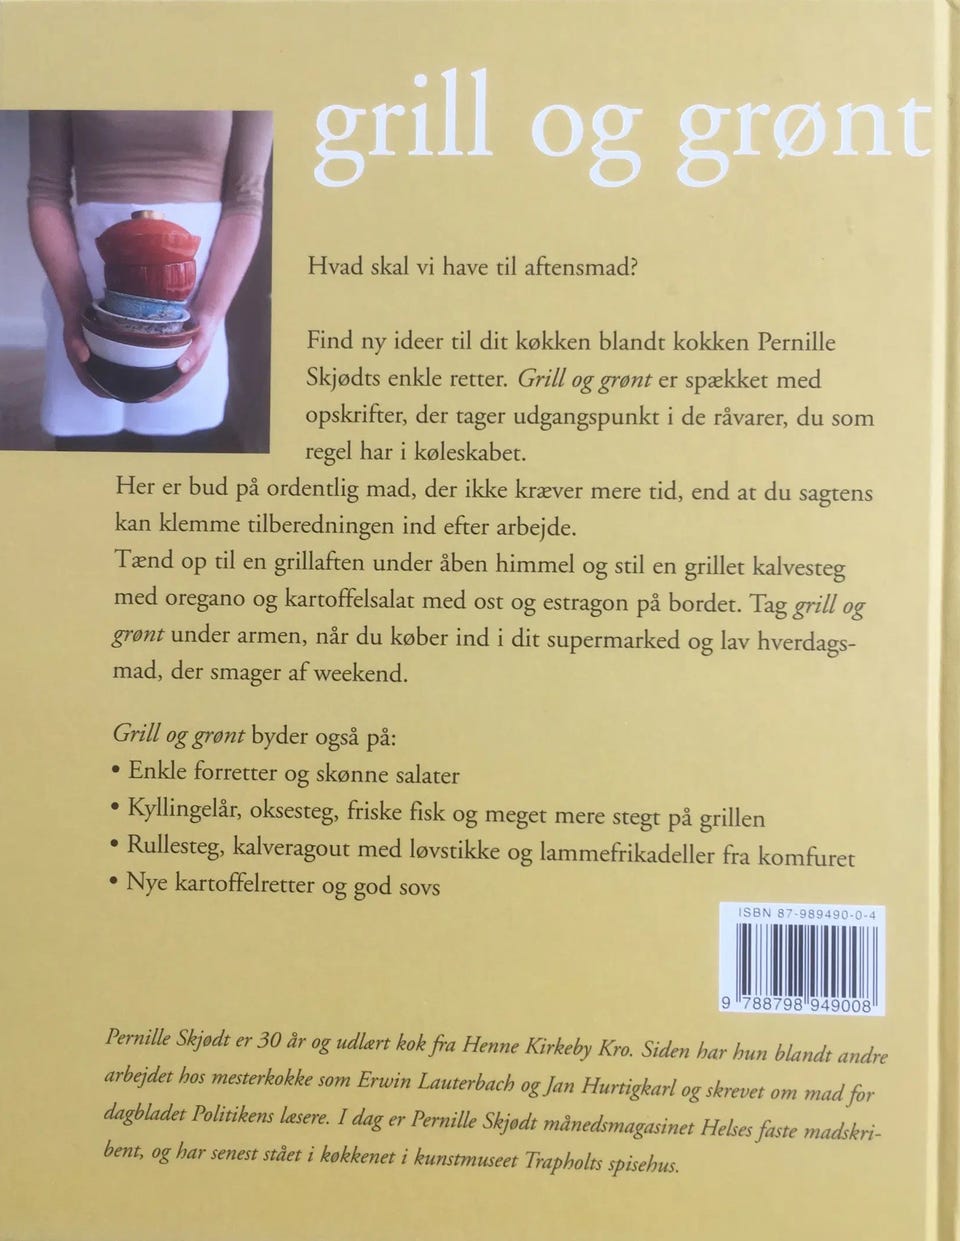 grill og grønt
Hvad skal vi have til aftensmad?
Find ny ideer til dit køkken blandt kokken Pernille
Skjødts enkle retter. Grill og grønt er spækket med
opskrifter, der tager udgangspunkt i de råvarer, du som
regel har i køleskabet.
Her er bud på ordentlig mad, der ikke kræver mere tid, end at du sagtens
kan klemme tilberedningen ind efter arbejde.
Tænd op til en grillaften under åben himmel og stil en grillet kalvesteg
med oregano og kartoffelsalat med ost og estragon på bordet. Tag grill og
grønt under armen, når du køber ind i dit supermarked og lav hverdags-
mad, der smager af weekend.
Grill og grønt byder også på:
• Enkle forretter og skønne salater
• Kyllingelår, oksesteg, friske fisk og meget mere stegt på grillen
• Rullesteg, kalveragout med løvstikke og lammefrikadeller fra komfuret
• Nye kartoffelretter og god sovs
ISBN 87-989490-0-4
9 788798 949008
Pernille Skjødt er 30 år og udlært kok fra Henne Kirkeby Kro. Siden har hun blandt andre
arbejdet hos mesterkokke som Erwin Lauterbach og Jan Hurtigkarl og skrevet om mad for
dagbladet Politikens læsere. I dag er Pernille Skjødt månedsmagasinet Helses faste madskri-
bent, og har senest stået i køkkenet i kunstmuseet Trapholts spisehus.